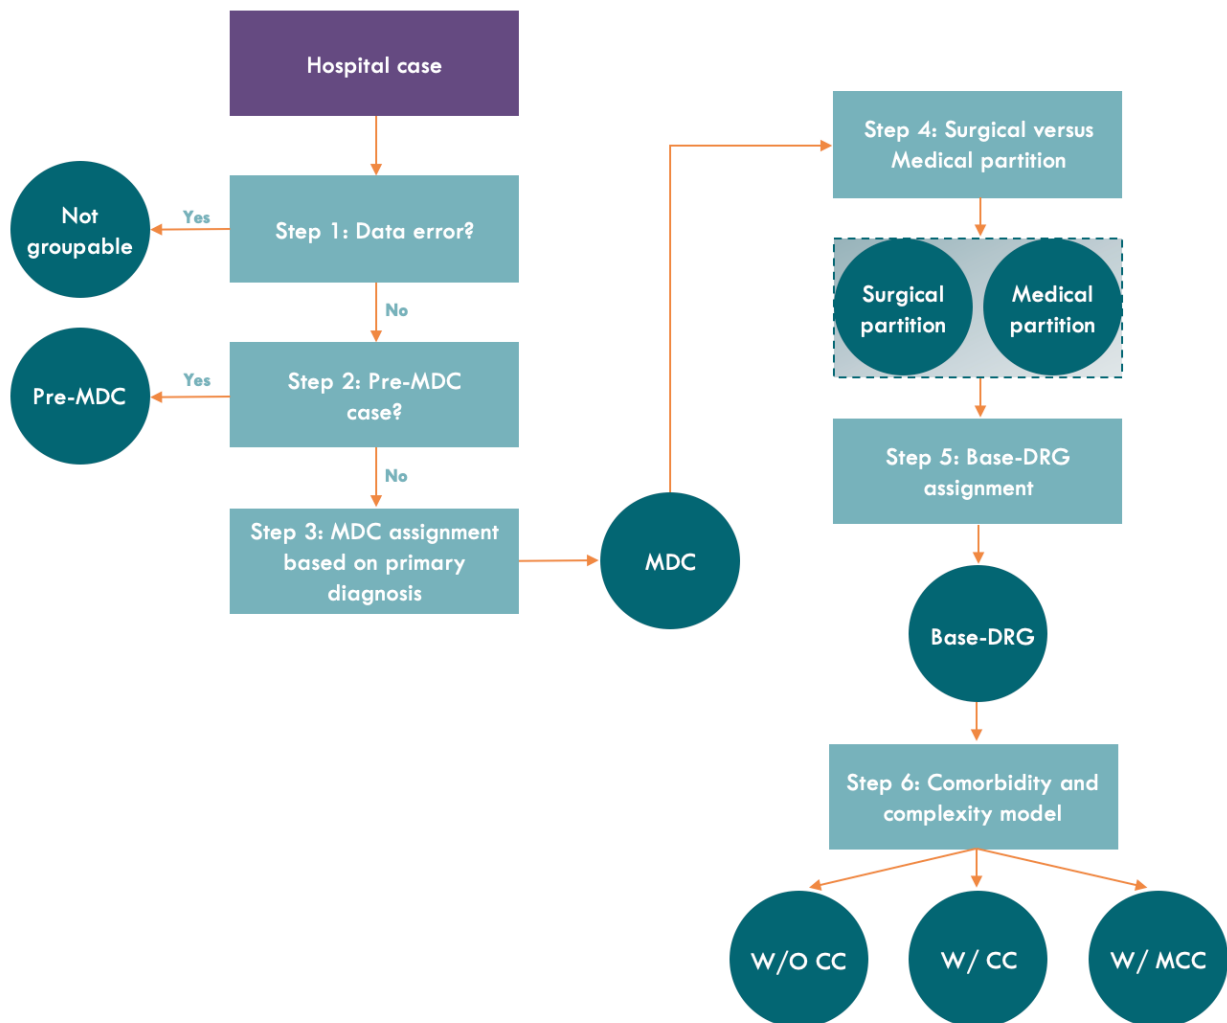 Hospital case
Not
groupable
Yes
Step 1: Data error?
No
Pre-MDC
Yes
Step 2: Pre-MDC
case?
No
Step 3: MDC assignment
based on primary
diagnosis
MDC
Step 4: Surgical versus
Medical partition
Surgical
partition
Medical
partition
Step 5: Base-DRG
assignment
Base-DRG
Step 6: Comorbidity and
complexity model
W/O CC
W/ CC
W/ MCC